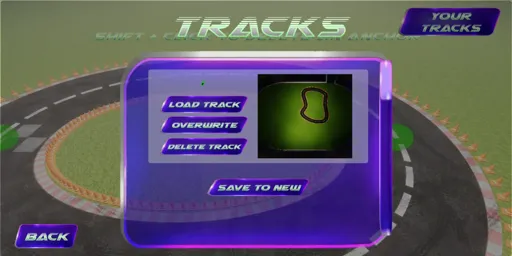 TRACKS
YOUR
TRACKS
LOAD TRACK
OVERWRITE
DELETE TRACK
SAVE TO NEW
BACK